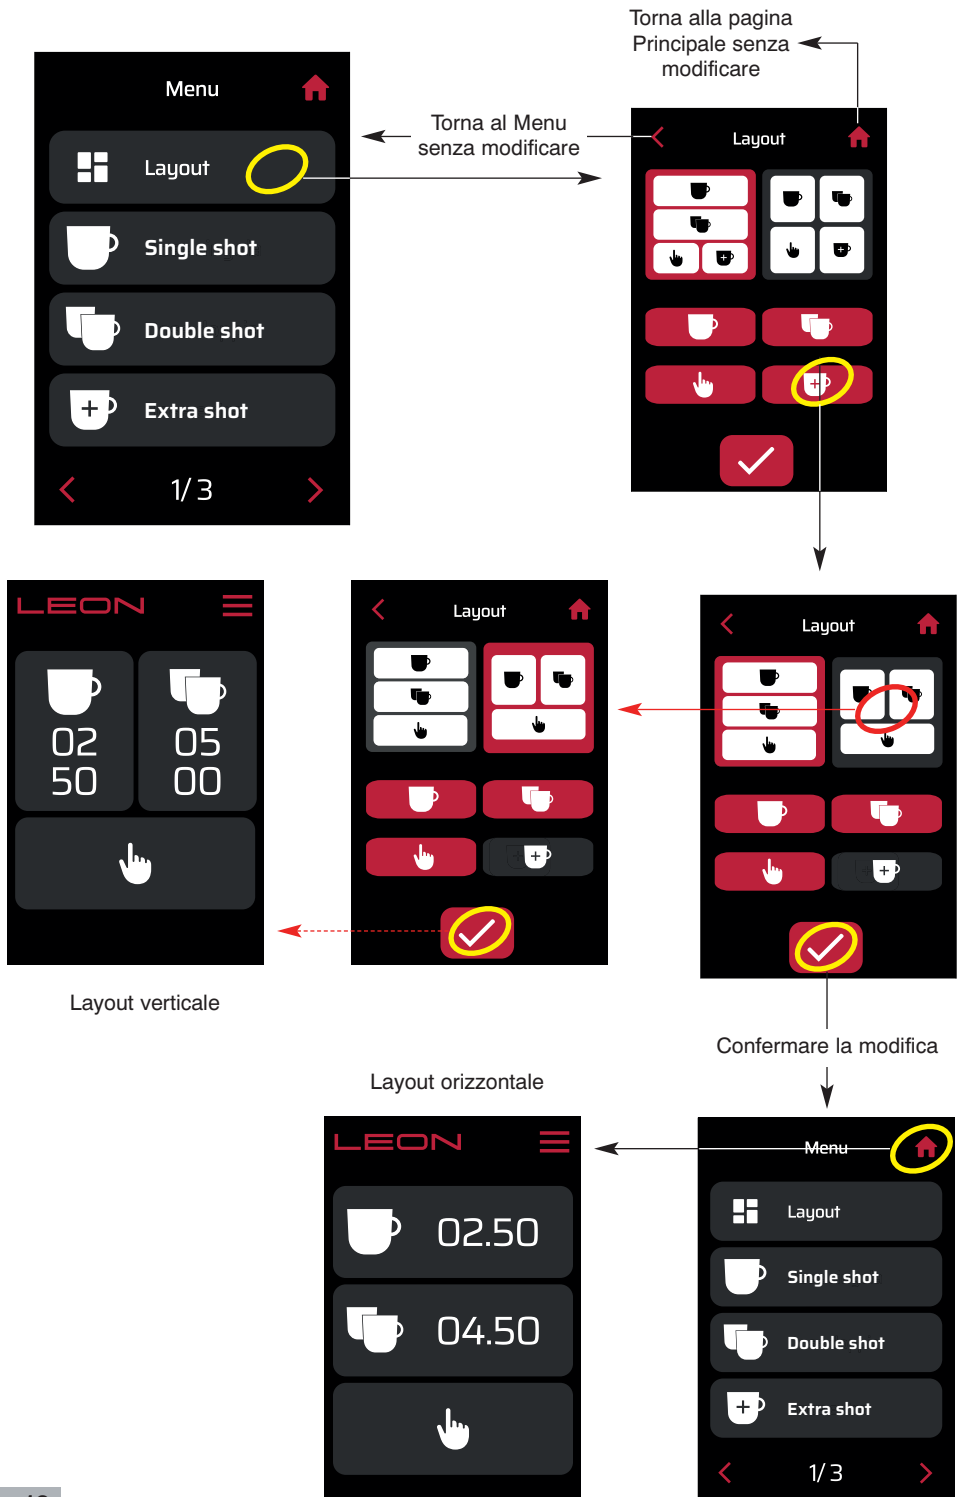 Torna alla pagina
Principale senza
modificare
Menu
Layout
Single shot
Double shot
Extra shot
1/3
Torna al Menu
senza modificare
Layout
LEON
02
50
05
00
Layout verticale
Layout
Layout
Confermare la modifica
Layout orizzontale
LEON
02.50
04.50
Menu
Layout
Single shot
Double shot
Extra shot
1/3